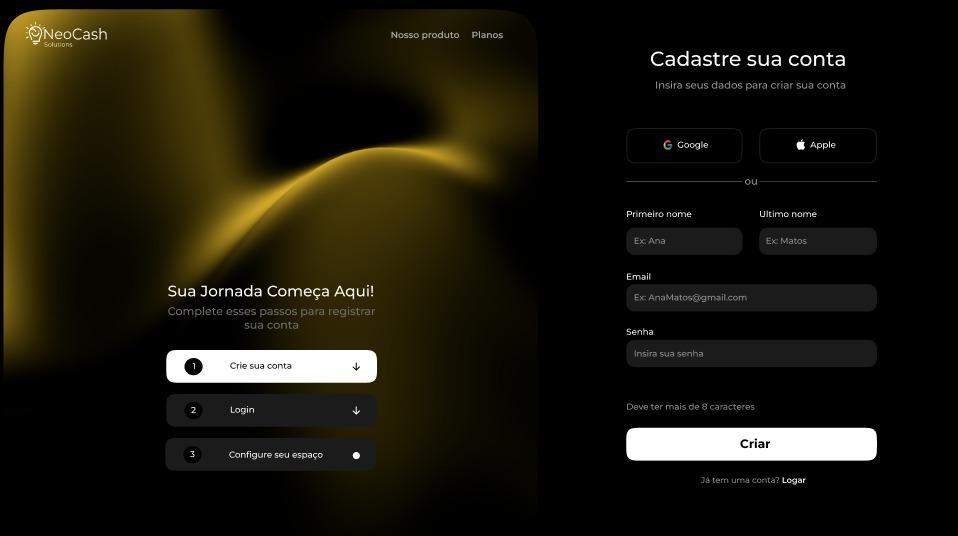 NeoCash
Solutions
Nosso produto Planos
Sua Jornada Começa Aqui!
Complete esses passos para registrar
sua conta
1 Crie sua conta
2 Login
3 Configure seu espaço
Cadastre sua conta
Insira seus dados para criar sua conta
Google Apple
ou
Primeiro nome Ultimo nome
Ex: Ana Ex: Matos
Email
Ex: AnaMatos@gmail.com
Senha
Insira sua senha
Deve ter mais de 8 caracteres
Criar
Já tem uma conta? Logar